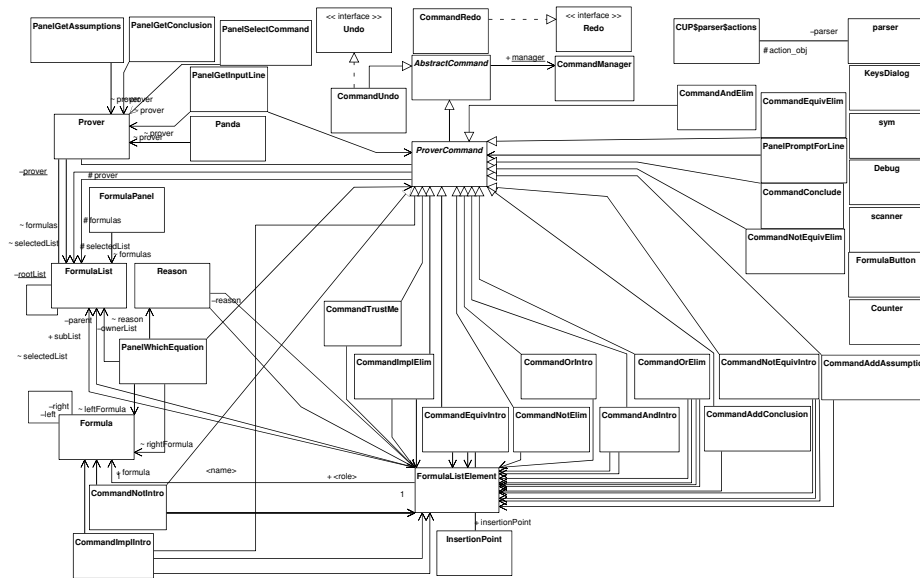 << interface >>
Undo
CommandRedo
<< interface >>
Redo
PanelGetAssumptions
PanelGetConclusion
PanelSelectCommand
CUP$parser$actions
−parser
# action_obj
parser
AbstractCommand
+ manager
CommandManager
PanelGetInputLine
CommandUndo
KeysDialog
CommandAndElim
CommandEquivElim
~ prover
~ prover
~ prover
~ prover
~ prover
Prover
Panda
sym
ProverCommand
PanelPromptForLine
−prover
# prover
Debug
FormulaPanel
CommandConclude
~ formulas
# formulas
scanner
~ selectedList
# selectedList
formulas
CommandNotEquivElim
−rootList
FormulaList
Reason
FormulaButton
−reason
CommandTrustMe
Counter
−parent
~ reason
−ownerList
+ subList
PanelWhichEquation
~ selectedList
CommandImplElim
CommandOrIntro
CommandOrElim
CommandNotEquivIntro
CommandAddAssumption
−right
−left
~ leftFormula
Formula
CommandEquivIntro
CommandNotElim
CommandAndIntro
CommandAddConclusion
~ rightFormula
+ formula
<name>
+ <role>
FormulaListElement
CommandNotIntro
1
+ insertionPoint
CommandImplIntro
InsertionPoint